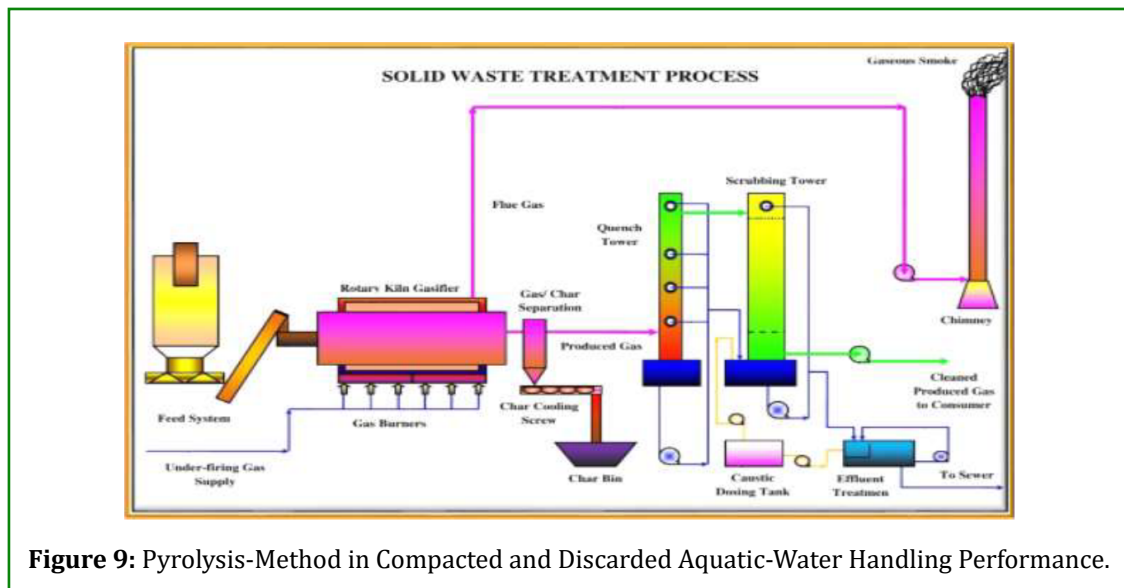 Gaseous Smoke
SOLID WASTE TREATMENT PROCESS
Scrubbing Tower
Flue Gas
Quench
Tower
Rotary Kiln Gasifier
Gas/ Char
Separation
Produced Gas
Chimney
Cleaned
Produced Gas
to Consumer
Feed System
Gas Burners
Char Cooling
Screw
Under-firing Gas
Supply
Char Bin
Caustic
Dosing Tank
Effluent
Treatmen
To Sewer
Figure 9: Pyrolysis-Method in Compacted and Discarded Aquatic-Water Handling Performance.